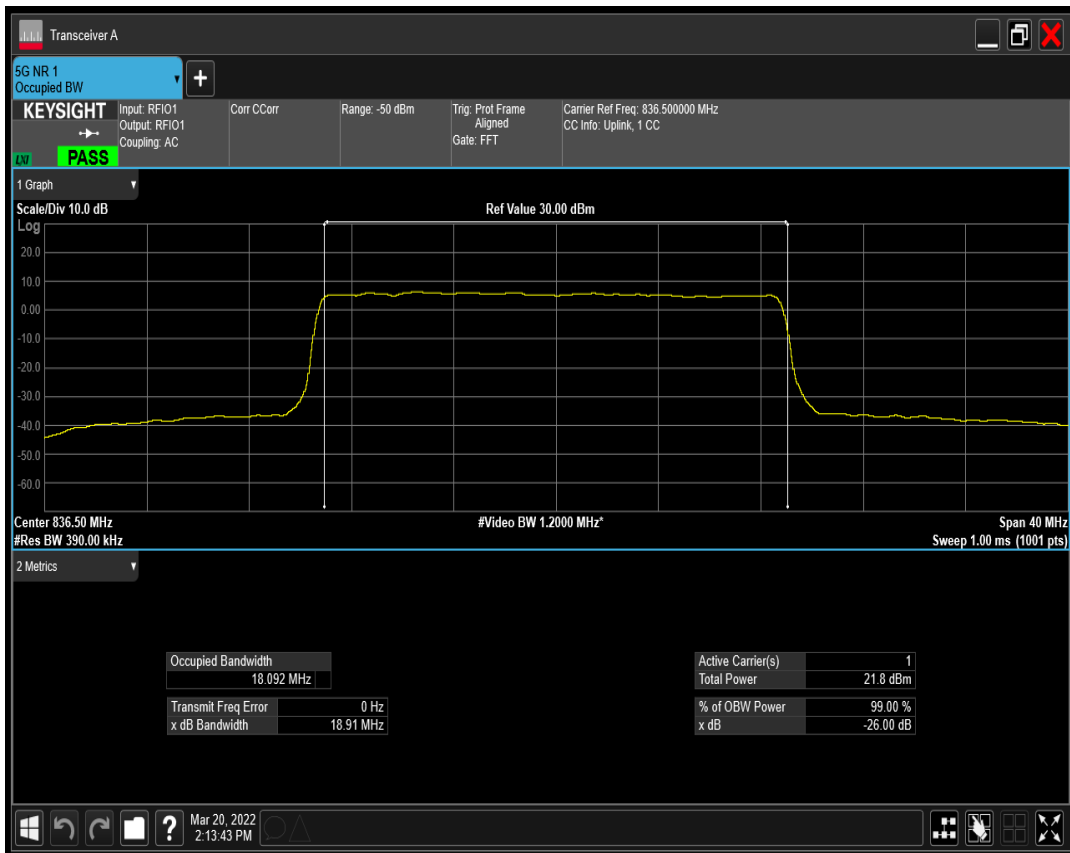 Transceiver A
5G NR 1
Occupied BW
KEYSIGHT
LXI
PASS
Input: RFIO1
Output: RFIO1
Coupling: AC
Corr CCorr
Range: -50 dBm
Trig: Prot Frame
Aligned
Gate: FFT
Carrier Ref Freq: 836.500000 MHz
CC Info: Uplink, 1 CC
1 Graph
Scale/Div 10.0 dB
Ref Value 30.00 dBm
Log
20.0
10.0
0.00
-10.0
-20.0
-30.0
-40.0
-50.0
-60.0
Center 836.50 MHz
#Video BW 1.2000 MHz*
Span 40 MHz
#Res BW 390.00 kHz
Sweep 1.00 ms (1001 pts)
2 Metrics
Occupied Bandwidth
18.092 MHz
Transmit Freq Error 0 Hz
x dB Bandwidth 18.91 MHz
Active Carrier(s) 1
Total Power 21.8 dBm
% of OBW Power 99.00 %
x dB -26.00 dB
?
Mar 20, 2022
2:13:43 PM